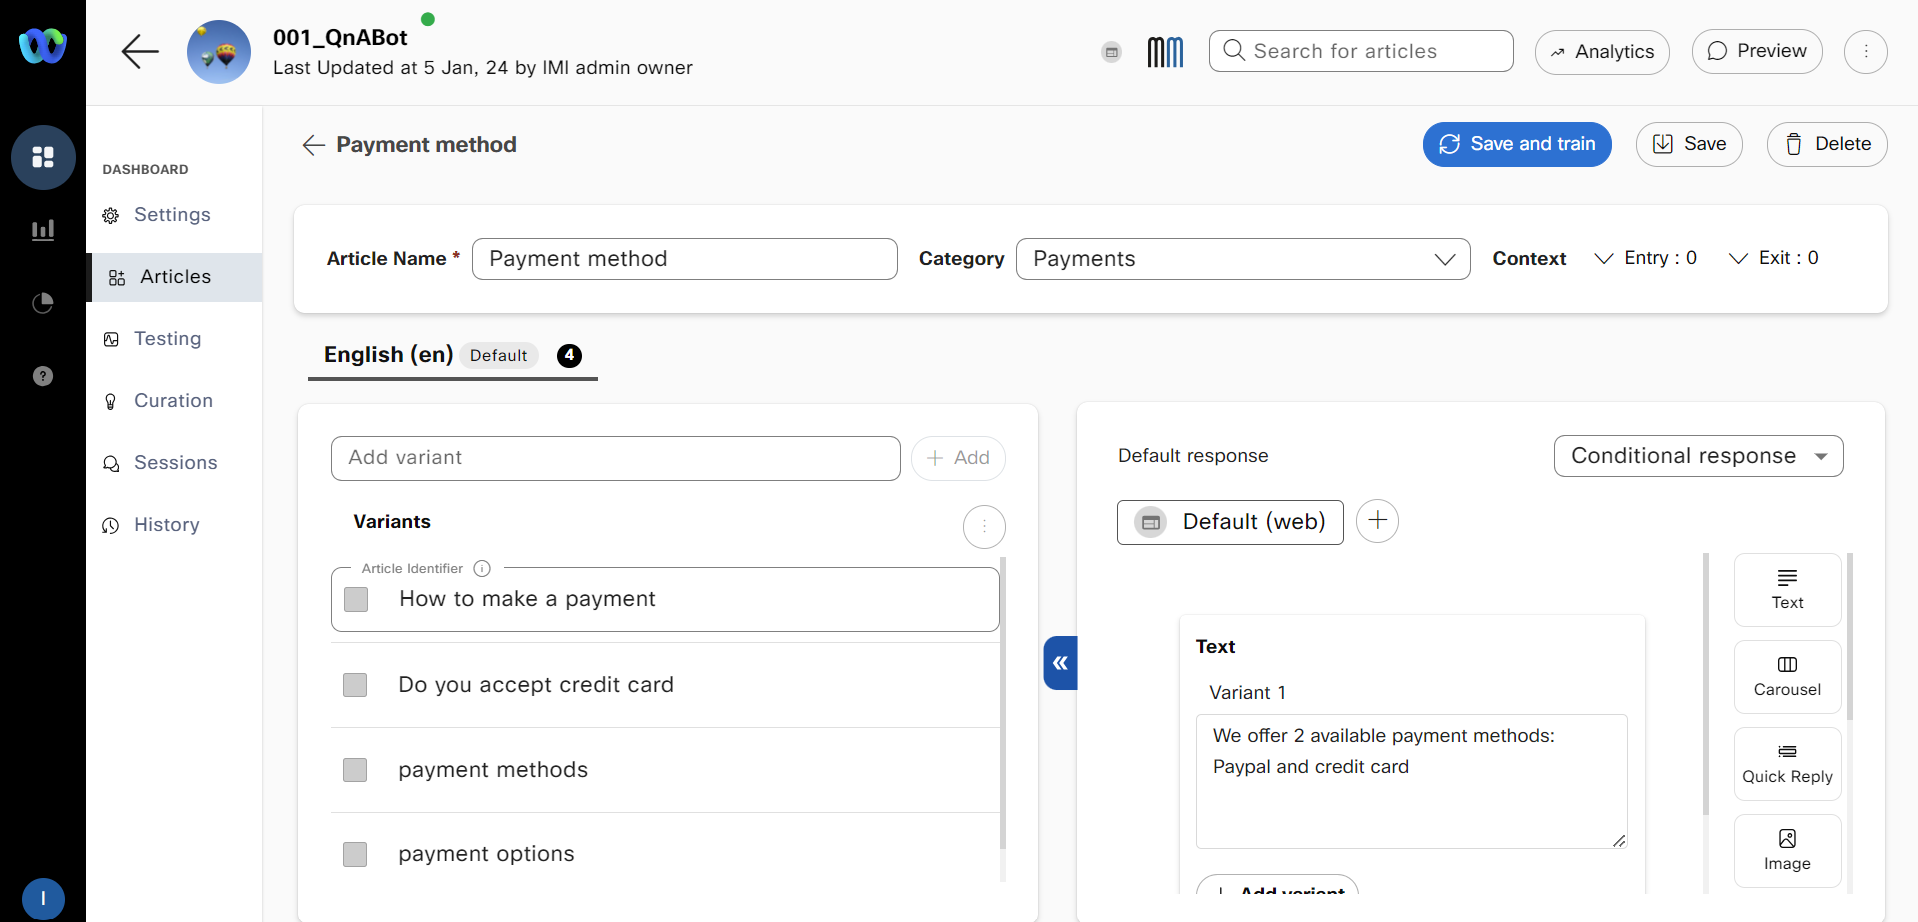 001_QnABot
Last Updated at 5 Jan, 24 by IMI admin owner
Search for articles
Analytics
Preview
DASHBOARD
Settings
Articles
Testing
Curation
Sessions
History
Payment method
Save and train
Save
Delete
Article Name *
Payment method
Category
Payments
Context
Entry : 0
Exit : 0
English (en)
Default
4
Add variant
Add
Variants
Article Identifier
How to make a payment
Do you accept credit card
payment methods
payment options
Default response
Conditional response
Default (web)
Text
Variant 1
We offer 2 available payment methods:
Paypal and credit card
Add variant
Text
Carousel
Quick Reply
Image
I